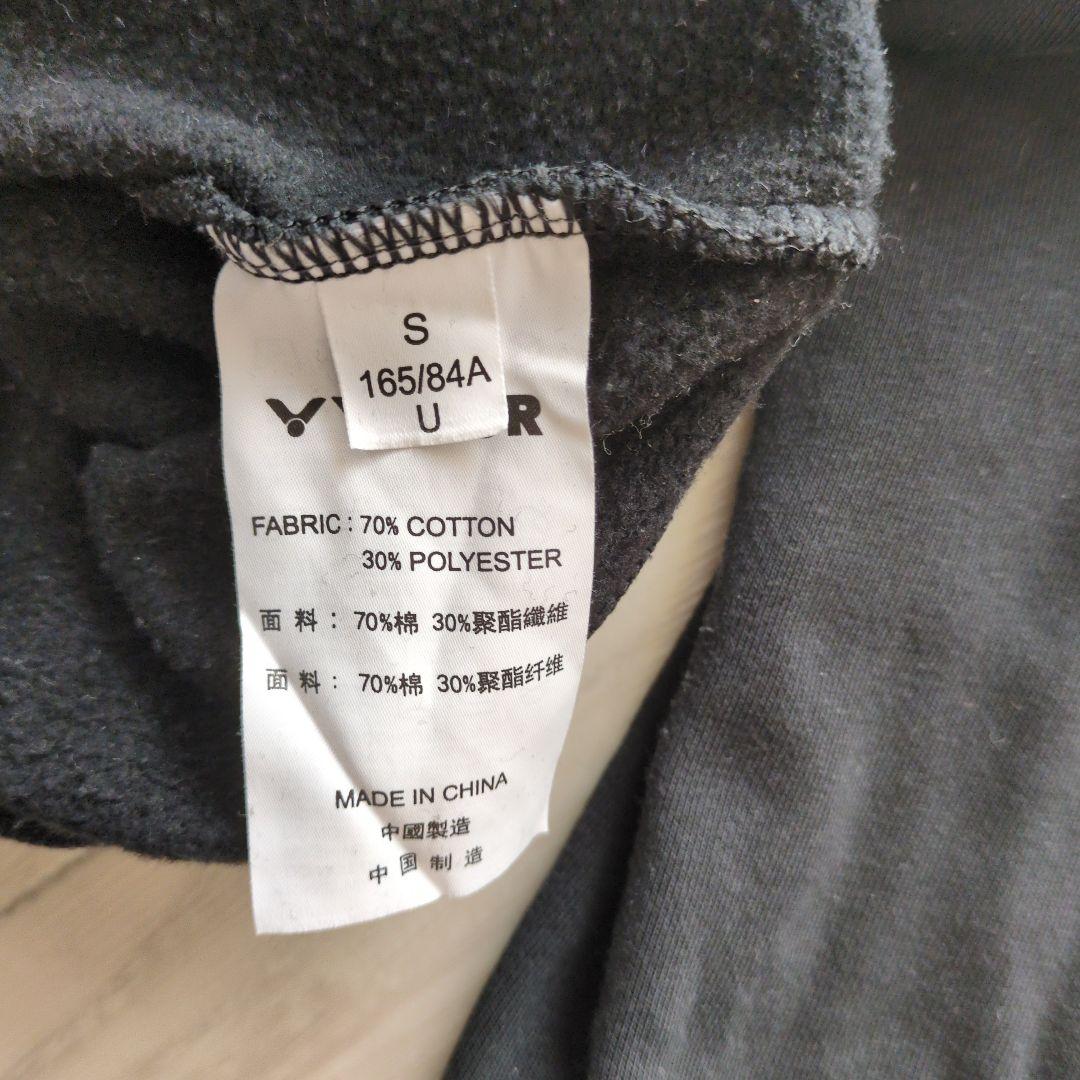 S
165/84A
U
FABRIC : 70% COTTON
30% POLYESTER
面 料 : 70%棉 30%聚酯纖維
面 料 : 70%棉 30%聚酯纤维
MADE IN CHINA
中國製造
中国制造